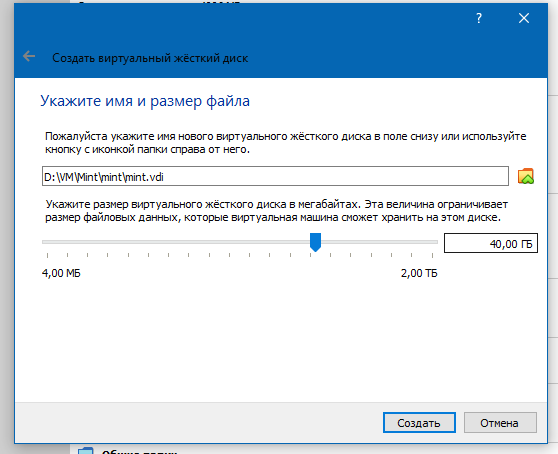 ?
Создать виртуальный жёсткий диск
Укажите имя и размер файла
Пожалуйста укажите имя нового виртуального жёсткого диска в поле снизу или используйте
кнопку с иконкой папки справа от него.
D:\VM\Mint\mint\mint.vdi
Укажите размер виртуального жёсткого диска в мегабайтах. Эта величина ограничивает
размер файловых данных, которые виртуальная машина сможет хранить на этом диске.
40,00 ГБ
4,00 МБ
2,00 ТБ
Создать
Отмена